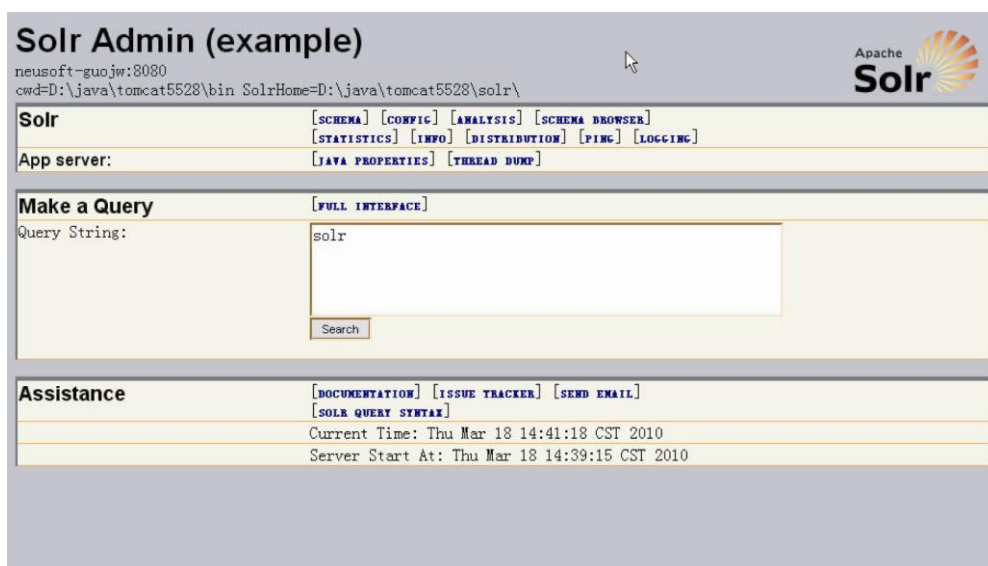 Solr Admin (example)
neusoft-guojw:8080
cwd=D:\java\tomcat5528\bin SolrHome=D:\java\tomcat5528\solr\
Apache
Solr
Solr
[SCHEMA] [CONFIG] [ANALYSIS] [SCHEMA BROWSER]
[STATISTICS] [INFO] [DISTRIBUTION] [PING] [LOGGING]
App server:
[JAVA PROPERTIES] [THREAD DUMP]
Make a Query
[FULL INTERFACE]
Query String:
solr
Search
Assistance
[DOCUMENTATION] [ISSUE TRACKER] [SEND EMAIL]
[SOLR QUERY SYNTAX]
Current Time: Thu Mar 18 14:41:18 CST 2010
Server Start At: Thu Mar 18 14:39:15 CST 2010